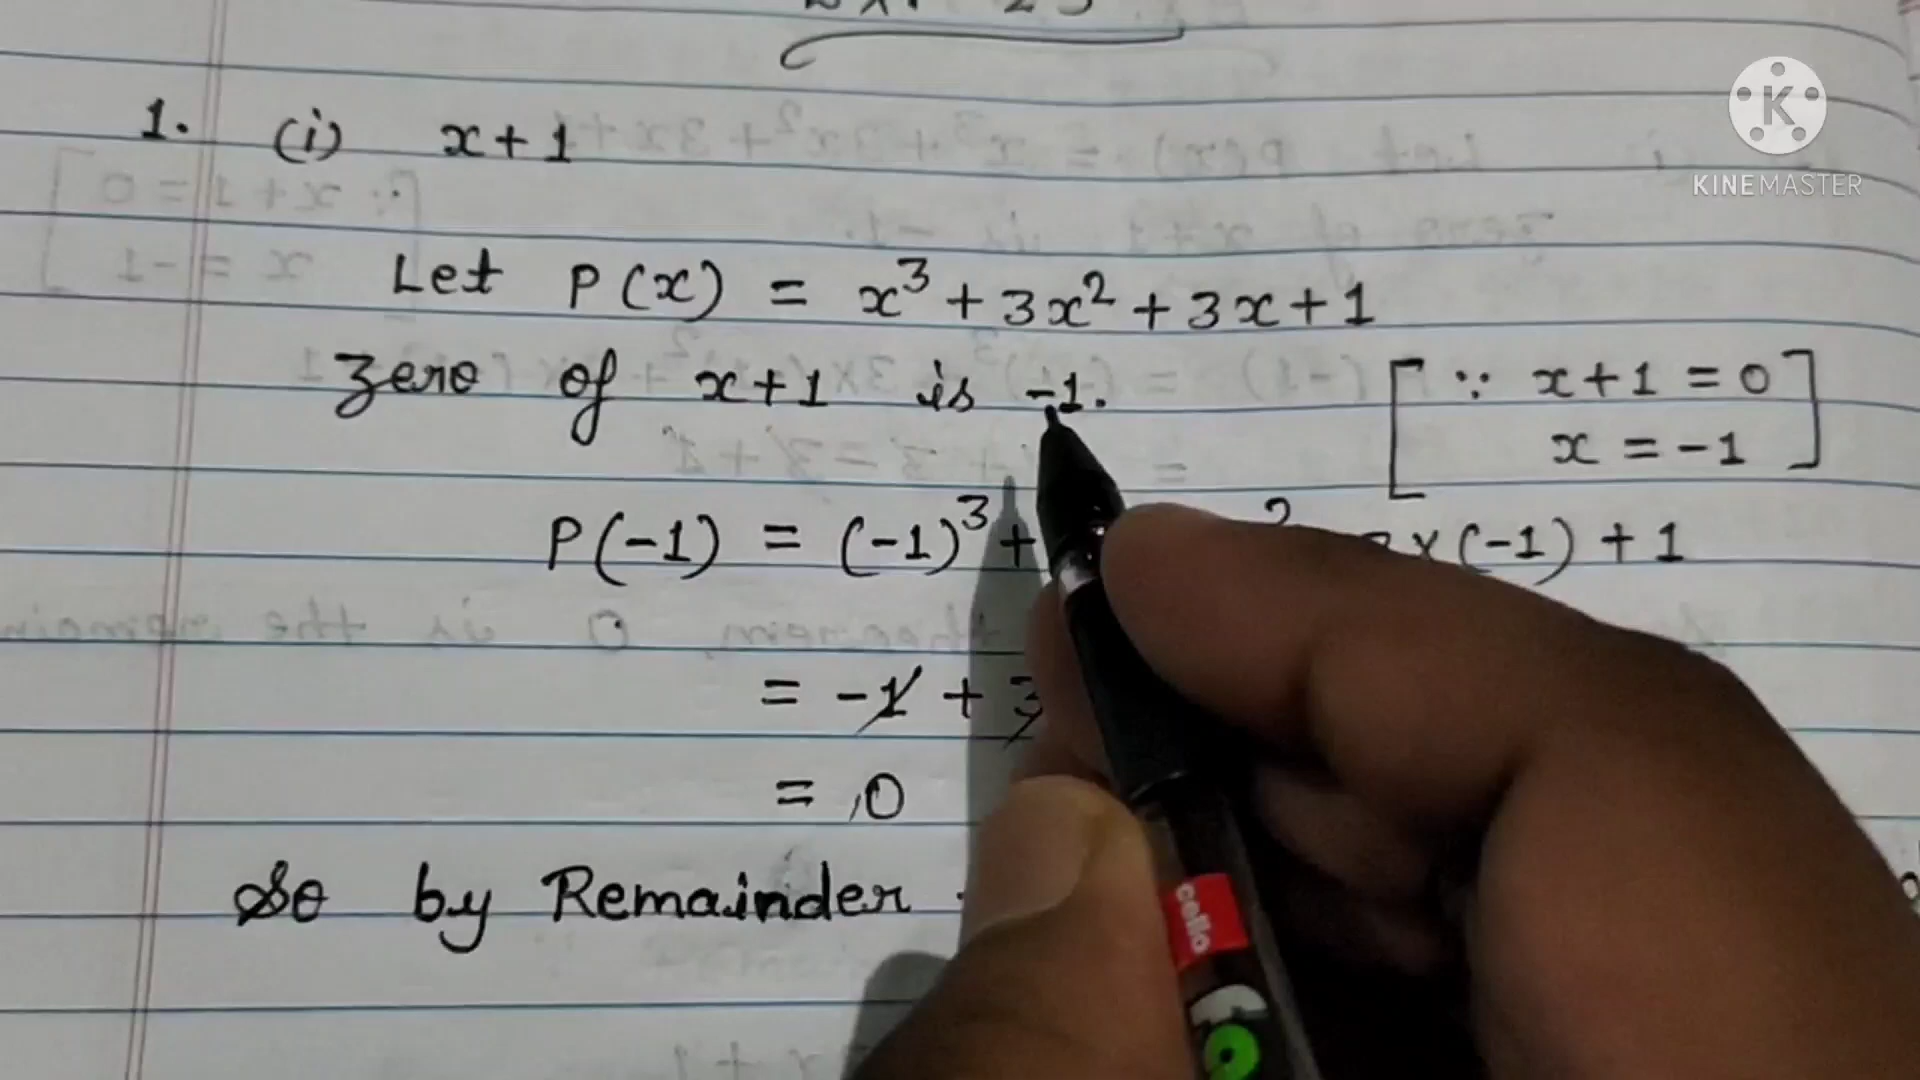 1. (i) x+1
Let P(x) = x³ + 3x² + 3x + 1
Zero of x+1 is -1.
[∵ x+1 = 0
x = -1]
P(-1) = (-1)³ + ² x(-1) + 1
= -1 + 3
= 0
So by Remainder
KINEMASTER
cello